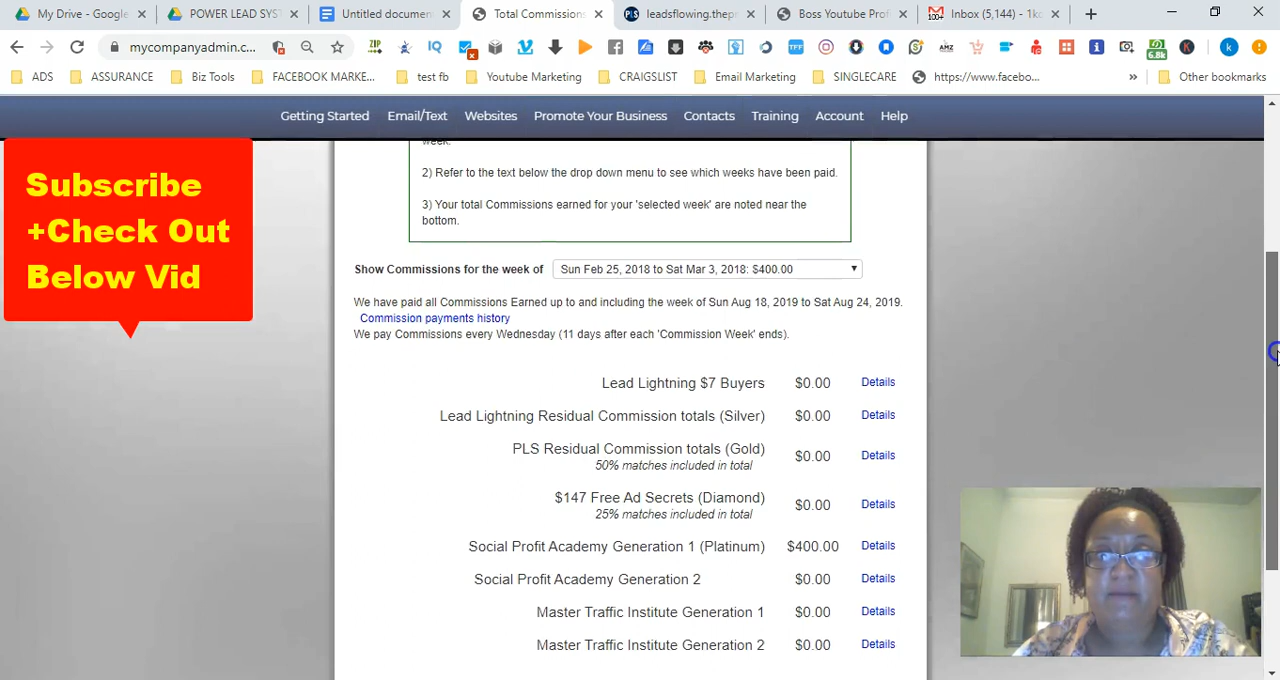 My Drive - Google
POWER LEAD SYST
Untitled documen
Total Commissions
leadsflowing.thepr
Boss Youtube Prof
Inbox (5,144) - 1kc
mycompanyadmin.c...
ADS
ASSURANCE
Biz Tools
FACEBOOK MARKE...
test fb
Youtube Marketing
CRAIGSLIST
Email Marketing
SINGLECARE
https://www.facebo...
Other bookmarks
Getting Started
Email/Text
Websites
Promote Your Business
Contacts
Training
Account
Help
Subscribe
+Check Out
Below Vid
week.
2) Refer to the text below the drop down menu to see which weeks have been paid.
3) Your total Commissions earned for your 'selected week' are noted near the
bottom.
Show Commissions for the week of Sun Feb 25, 2018 to Sat Mar 3, 2018: $400.00
We have paid all Commissions Earned up to and including the week of Sun Aug 18, 2019 to Sat Aug 24, 2019.
Commission payments history
We pay Commissions every Wednesday (11 days after each 'Commission Week' ends).
Lead Lightning $7 Buyers $0.00 Details
Lead Lightning Residual Commission totals (Silver) $0.00 Details
PLS Residual Commission totals (Gold) $0.00 Details
50% matches included in total
$147 Free Ad Secrets (Diamond) $0.00 Details
25% matches included in total
Social Profit Academy Generation 1 (Platinum) $400.00 Details
Social Profit Academy Generation 2 $0.00 Details
Master Traffic Institute Generation 1 $0.00 Details
Master Traffic Institute Generation 2 $0.00 Details